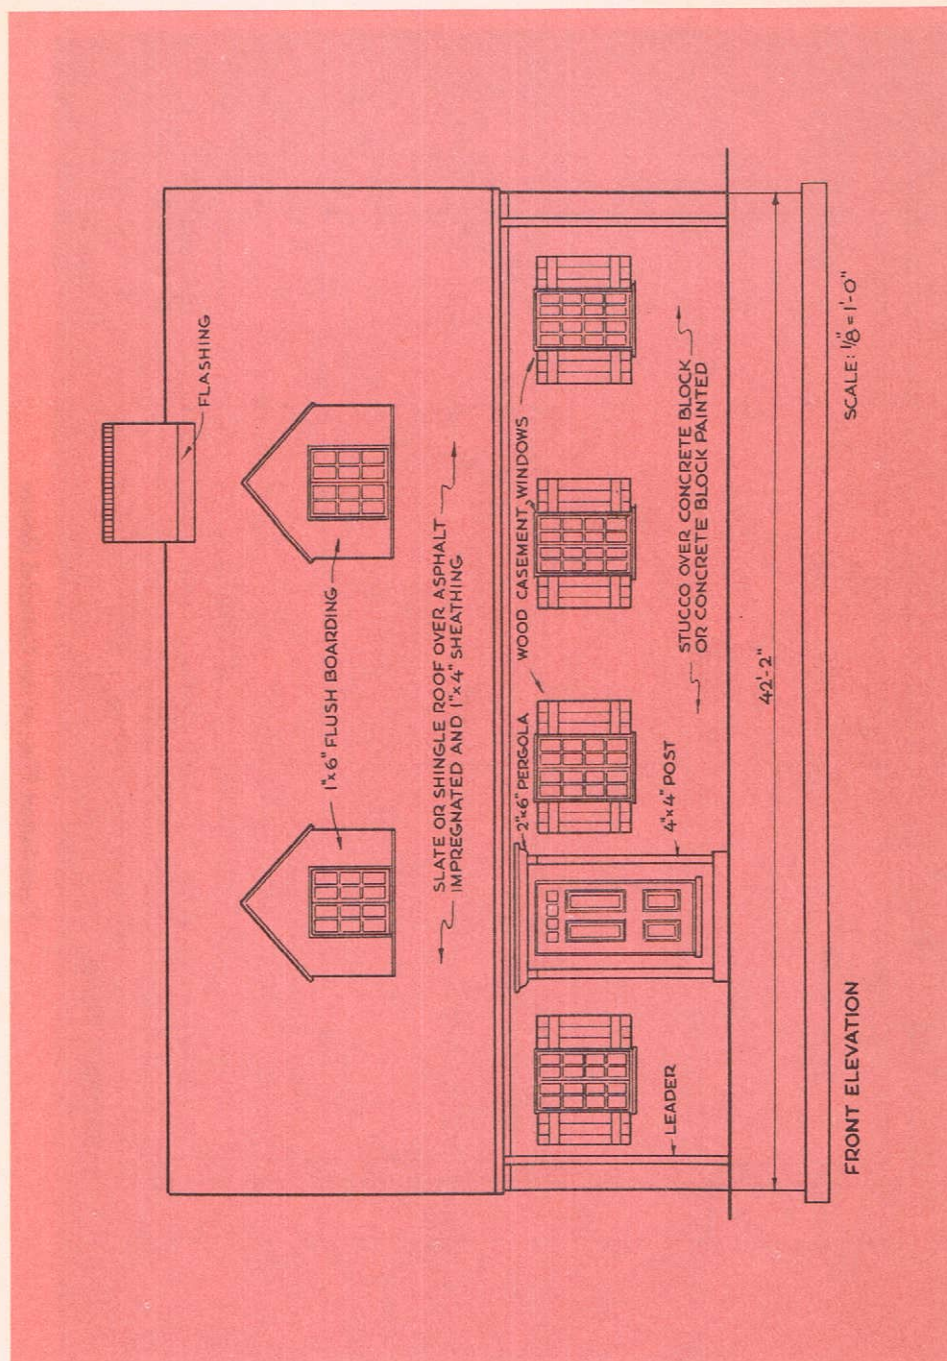 FLASHING
1"x6" FLUSH BOARDING
SLATE OR SHINGLE ROOF OVER ASPHALT
IMPREGNATED AND 1"x4" SHEATHING
2"x6" PERGOLA
WOOD CASEMENT WINDOWS
4"x4" POST
STUCCO OVER CONCRETE BLOCK
OR CONCRETE BLOCK PAINTED
LEADER
42'-2"
FRONT ELEVATION
SCALE: 1/8" = 1'-0"